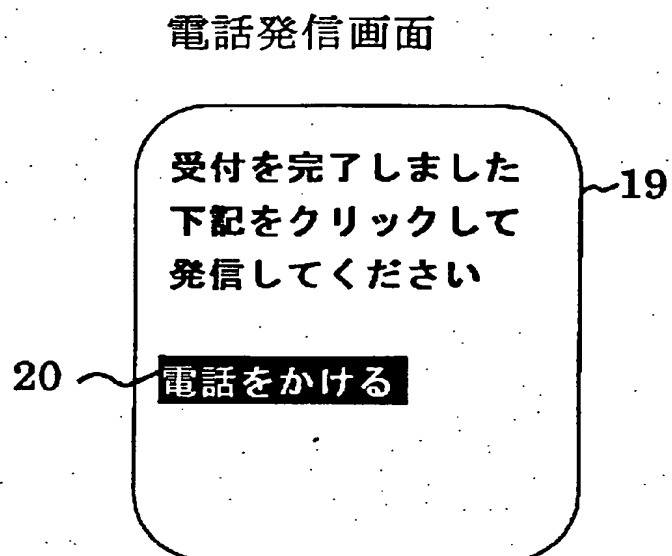 電話発信画面
受付を完了しました
下記をクリックして
発信してください
19
20
電話をかける